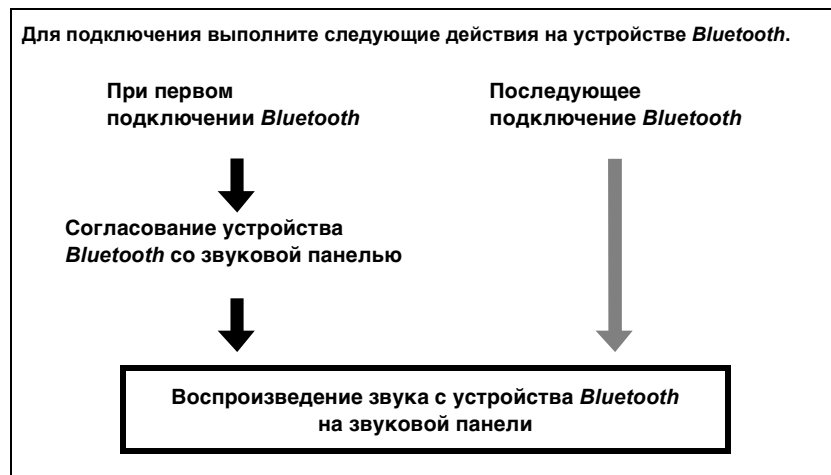 Для подключения выполните следующие действия на устройстве Bluetooth.
При первом
подключении Bluetooth
Последующее
подключение Bluetooth
Согласование устройства
Bluetooth со звуковой панелью
Воспроизведение звука с устройства Bluetooth
на звуковой панели